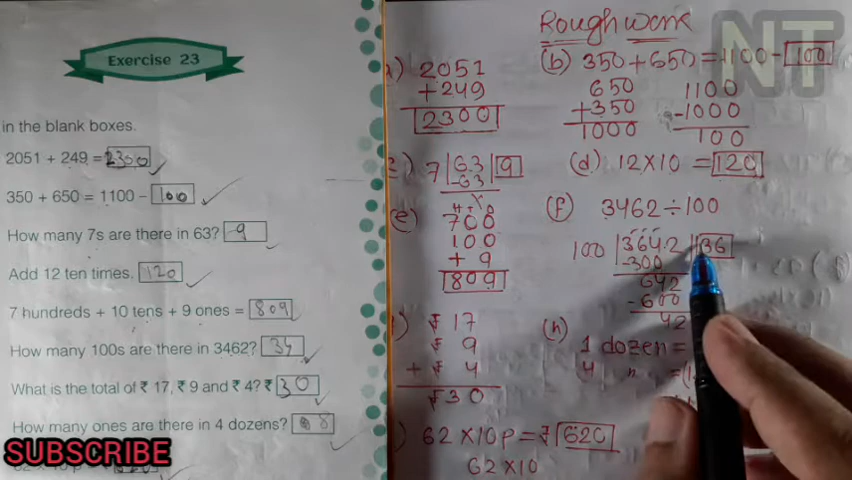 Exercise 23
in the blank boxes.
2051 + 249 = 2300
350 + 650 = 1100 - 100
How many 7s are there in 63? 9
Add 12 ten times. 120
7 hundreds + 10 tens + 9 ones = 809
How many 100s are there in 3462? 34
What is the total of ₹ 17, ₹ 9 and ₹ 4? 30
How many ones are there in 4 dozens?
SUBSCRIBE
Rough work
NT
2051
+249
2300
(b) 350+650=1100-100
650
+350
1000
1100
-1000
100
7 63 9
-63
x
(d) 12×10 = 120
(e) 700
100
+ 9
809
(f) 3462÷100
100 3642 36
-300
642
-600
42
₹17
₹ 9
+₹ 4
₹30
(h)
1 dozen=
4
62×10p=₹ 620
62×10